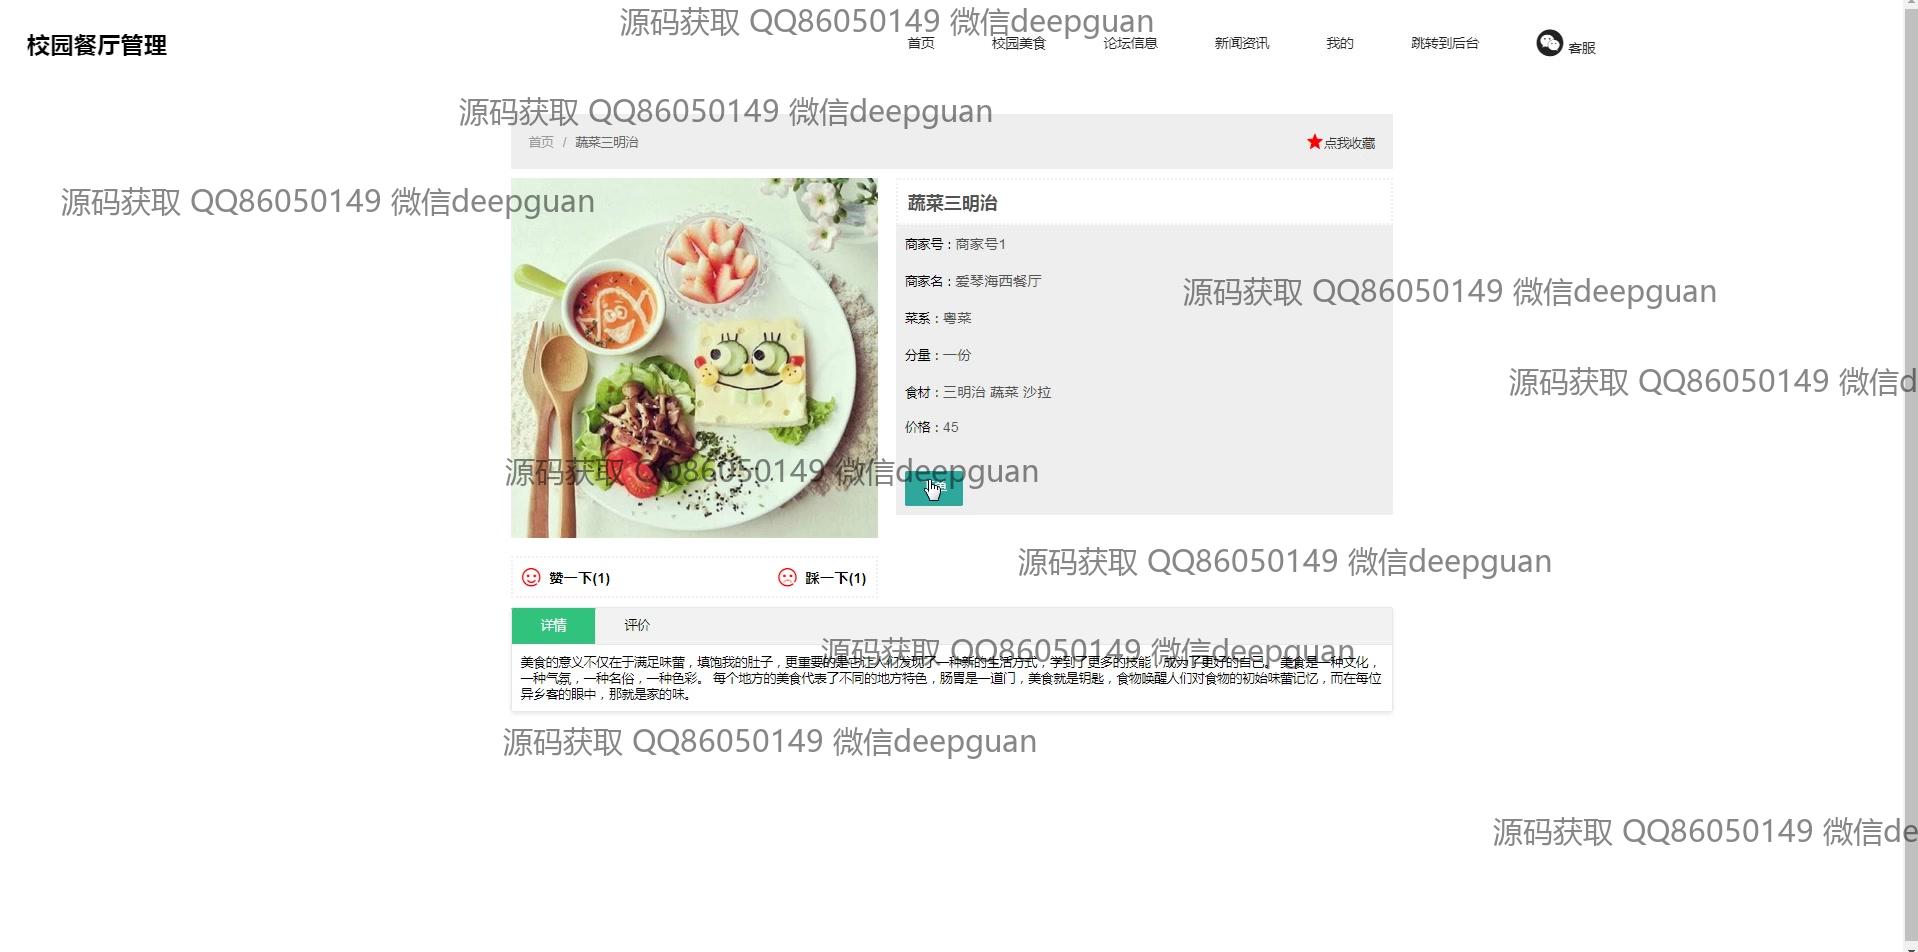 源码获取 QQ86050149 微信deepguan
校园餐厅管理
首页 校园美食 论坛信息 新闻资讯 我的 跳转到后台 客服
源码获取 QQ86050149 微信deepguan
首页 / 蔬菜三明治 点我收藏
源码获取 QQ86050149 微信deepguan
蔬菜三明治
商家号：商家号1
商家名：爱琴海西餐厅
源码获取 QQ86050149 微信deepguan
菜系：粤菜
分量：一份
源码获取 QQ86050149 微信d
食材：三明治 蔬菜 沙拉
价格：45
源码获取 QQ86050149 微信deepguan
单
源码获取 QQ86050149 微信deepguan
赞一下(1) 踩一下(1)
详情 评价
源码获取 QQ86050149 微信deepguan
美食的意义不仅在于满足味蕾，填饱我的肚子，更重要的是它让人们发现了一种新的生活方式，学到了更多的技能，成为了更好的自己。 美食是一种文化，
一种气氛，一种名俗，一种色彩。 每个地方的美食代表了不同的地方特色，肠胃是一道门，美食就是钥匙，食物唤醒人们对食物的初始味蕾记忆，而在每位
异乡客的眼中，那就是家的味。
源码获取 QQ86050149 微信deepguan
源码获取 QQ86050149 微信de